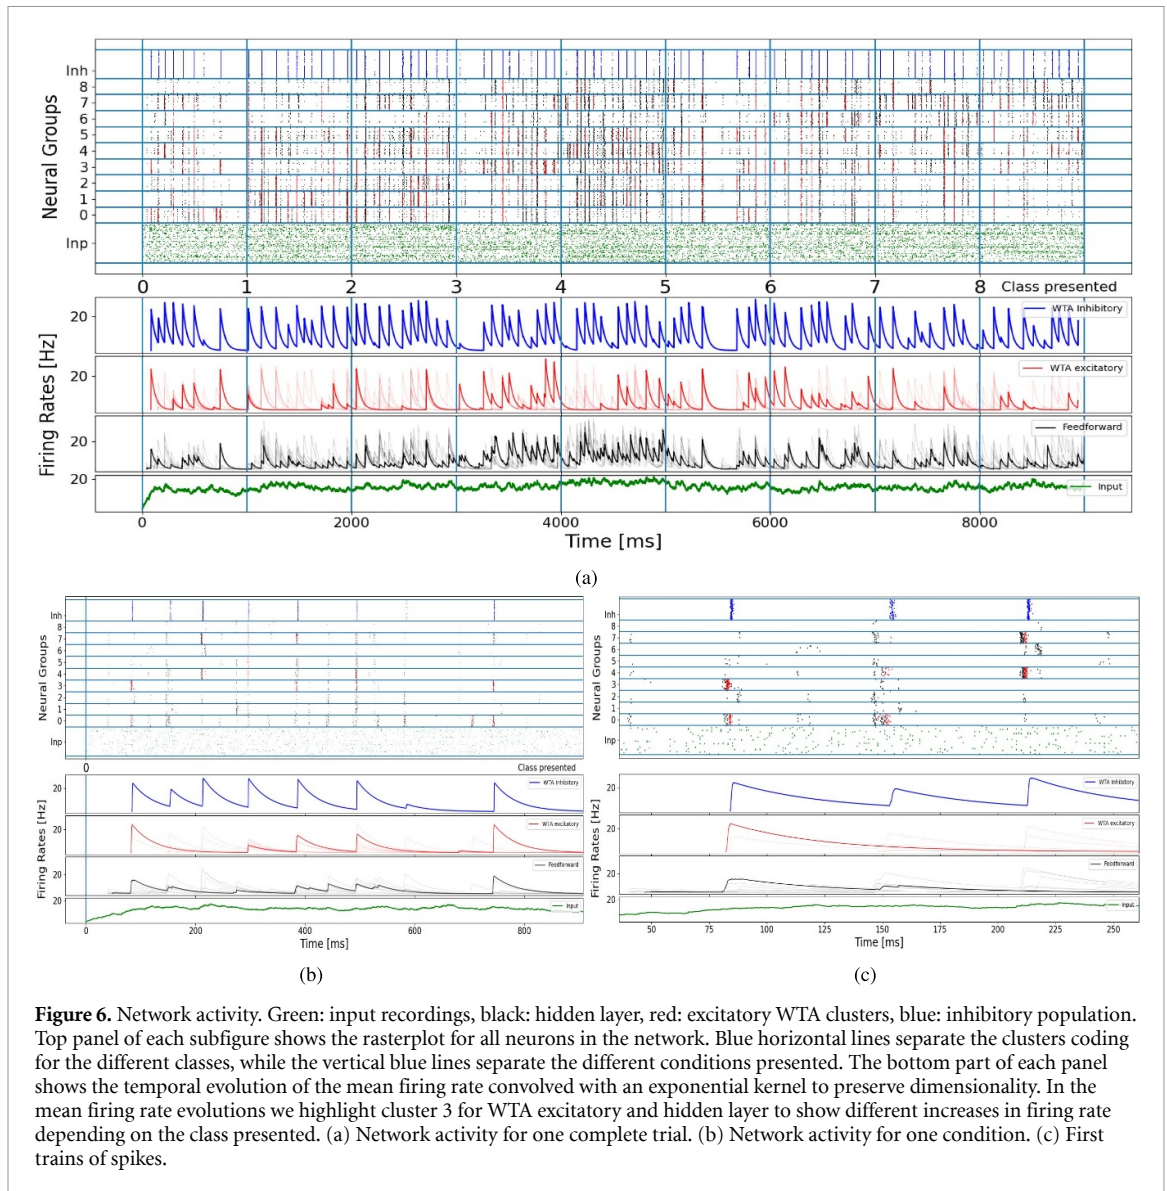 Neural Groups
Inh
8
7
6
5
4
3
2
1
0
Inp
0 1 2 3 4 5 6 7 8 Class presented
Firing Rates [Hz]
20
WTA Inhibitory
20
WTA excitatory
20
Feedforward
20
Input
0 2000 4000 6000 8000
Time [ms]
(a)
Neural Groups
Inh
8
7
6
5
4
3
2
1
0
Inp
0 Class presented
Firing Rates [Hz]
20
WTA Inhibitory
20
WTA excitatory
20
Feedforward
20
Input
0 200 400 600 800
Time [ms]
(b)
Neural Groups
Inh
8
7
6
5
4
3
2
1
0
Inp
Firing Rates [Hz]
20
WTA Inhibitory
20
WTA excitatory
20
Feedforward
20
Input
50 75 100 125 150 175 200 225 250
Time [ms]
(c)
Figure 6. Network activity. Green: input recordings, black: hidden layer, red: excitatory WTA clusters, blue: inhibitory population.
Top panel of each subfigure shows the rasterplot for all neurons in the network. Blue horizontal lines separate the clusters coding
for the different classes, while the vertical blue lines separate the different conditions presented. The bottom part of each panel
shows the temporal evolution of the mean firing rate convolved with an exponential kernel to preserve dimensionality. In the
mean firing rate evolutions we highlight cluster 3 for WTA excitatory and hidden layer to show different increases in firing rate
depending on the class presented. (a) Network activity for one complete trial. (b) Network activity for one condition. (c) First
trains of spikes.